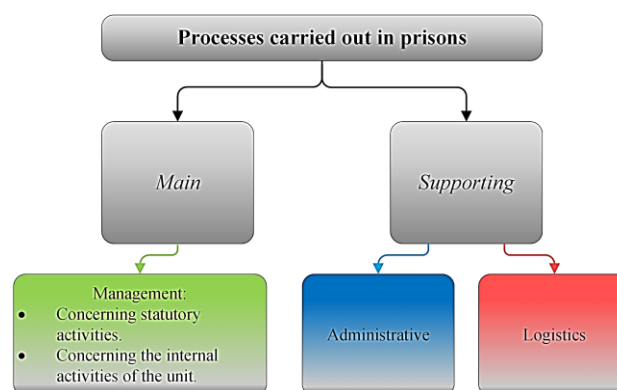 Processes carried out in prisons
Main
Supporting
Management:
• Concerning statutory
activities.
• Concerning the internal
activities of the unit.
Administrative
Logistics